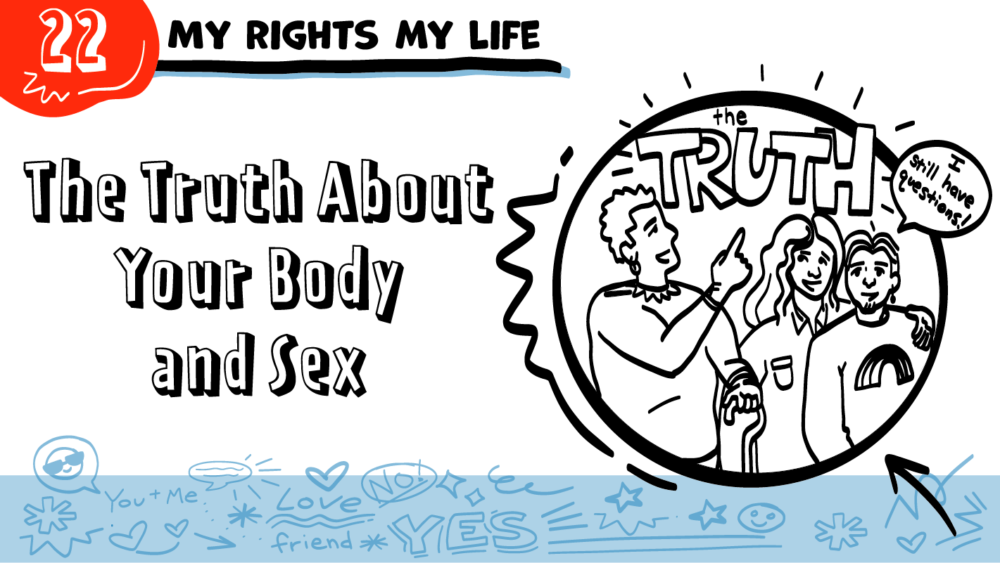 22
MY RIGHTS MY LIFE
The Truth About
Your Body
and Sex
the
TRUTH
I
still have
questions!
You + Me
Love
friend
NO!
YES
NO